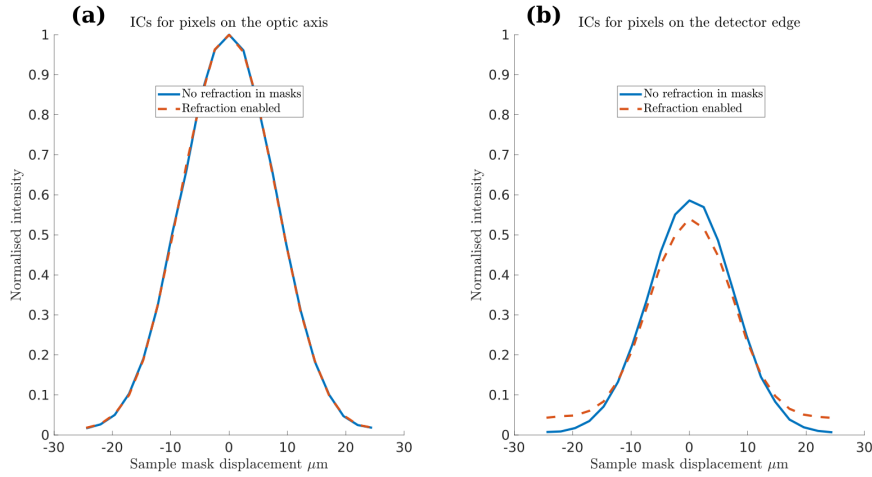 (a)
ICs for pixels on the optic axis
1
0.9
0.8
0.7
0.6
0.5
0.4
0.3
0.2
0.1
0
Normalised intensity
No refraction in masks
Refraction enabled
-30 -20 -10 0 10 20 30
Sample mask displacement μm
(b)
ICs for pixels on the detector edge
1
0.9
0.8
0.7
0.6
0.5
0.4
0.3
0.2
0.1
0
Normalised intensity
No refraction in masks
Refraction enabled
-30 -20 -10 0 10 20 30
Sample mask displacement μm